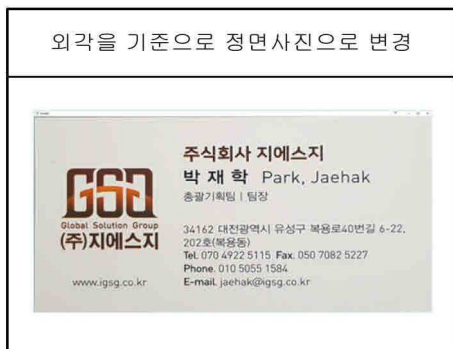 외각을 기준으로 정면사진으로 변경
GSG
Global Solution Group
(주)지에스지
www.igsg.co.kr
주식회사 지에스지
박 재 학 Park, Jaehak
총괄기획팀 | 팀장
34162 대전광역시 유성구 복용로40번길 6-22,
202호(복용동)
Tel. 070 4922 5115 Fax. 050 7082 5227
Phone. 010 5055 1584
E-mail. jaehak@igsg.co.kr